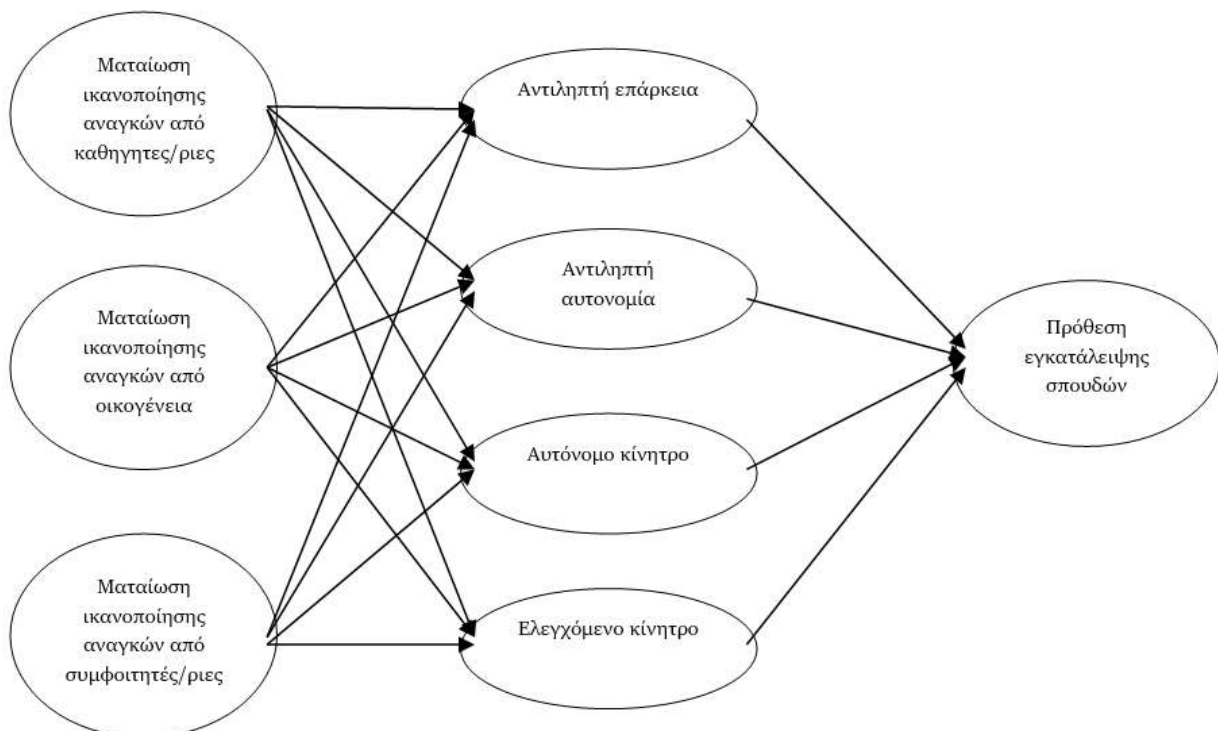 Ματαίωση
ικανοποίησης
αναγκών από
καθηγητες/ριες
Ματαίωση
ικανοποίησης
αναγκών από
οικογένεια
Ματαίωση
ικανοποίησης
αναγκών από
συμφοιτητές/ριες
Αντιληπτή επάρκεια
Αντιληπτή
αυτονομία
Αυτόνομο κίνητρο
Ελεγχόμενο κίνητρο
Πρόθεση
εγκατάλειψης
σπουδών